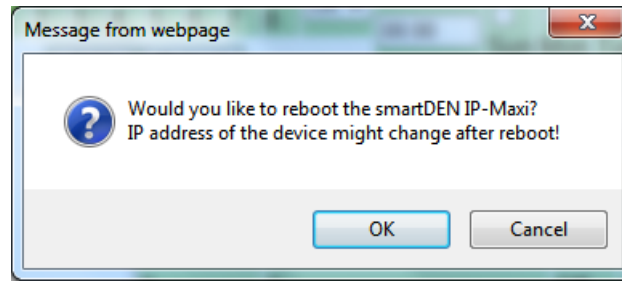 Message from webpage
Would you like to reboot the smartDEN IP-Maxi?
IP address of the device might change after reboot!
OK
Cancel